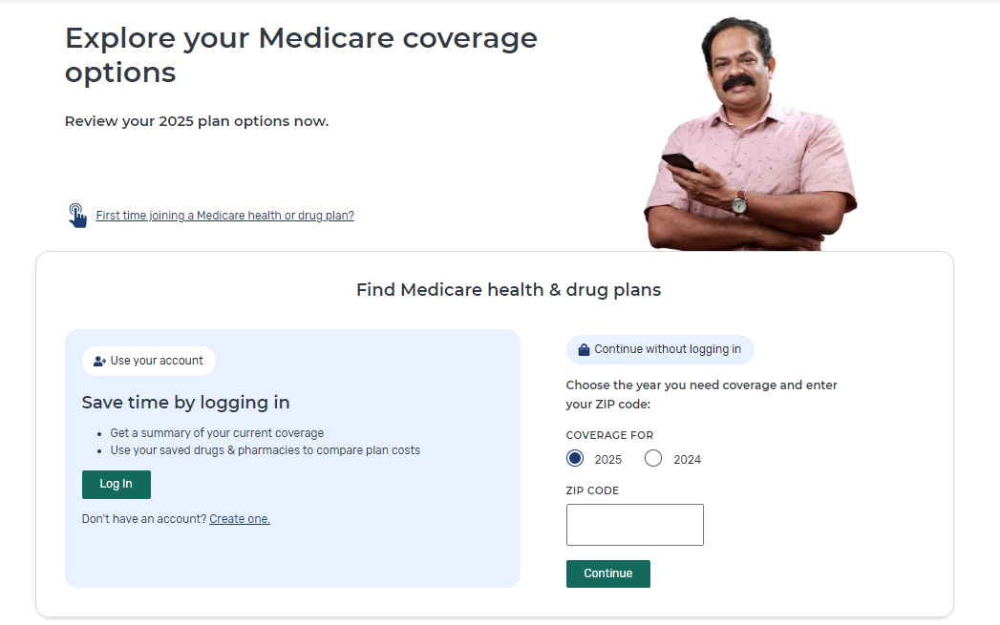 Explore your Medicare coverage
options
Review your 2025 plan options now.
First time joining a Medicare health or drug plan?
Find Medicare health & drug plans
Use your account
Save time by logging in
Get a summary of your current coverage
Use your saved drugs & pharmacies to compare plan costs
Log In
Don't have an account? Create one.
Continue without logging in
Choose the year you need coverage and enter
your ZIP code:
COVERAGE FOR
2025 2024
ZIP CODE
Continue